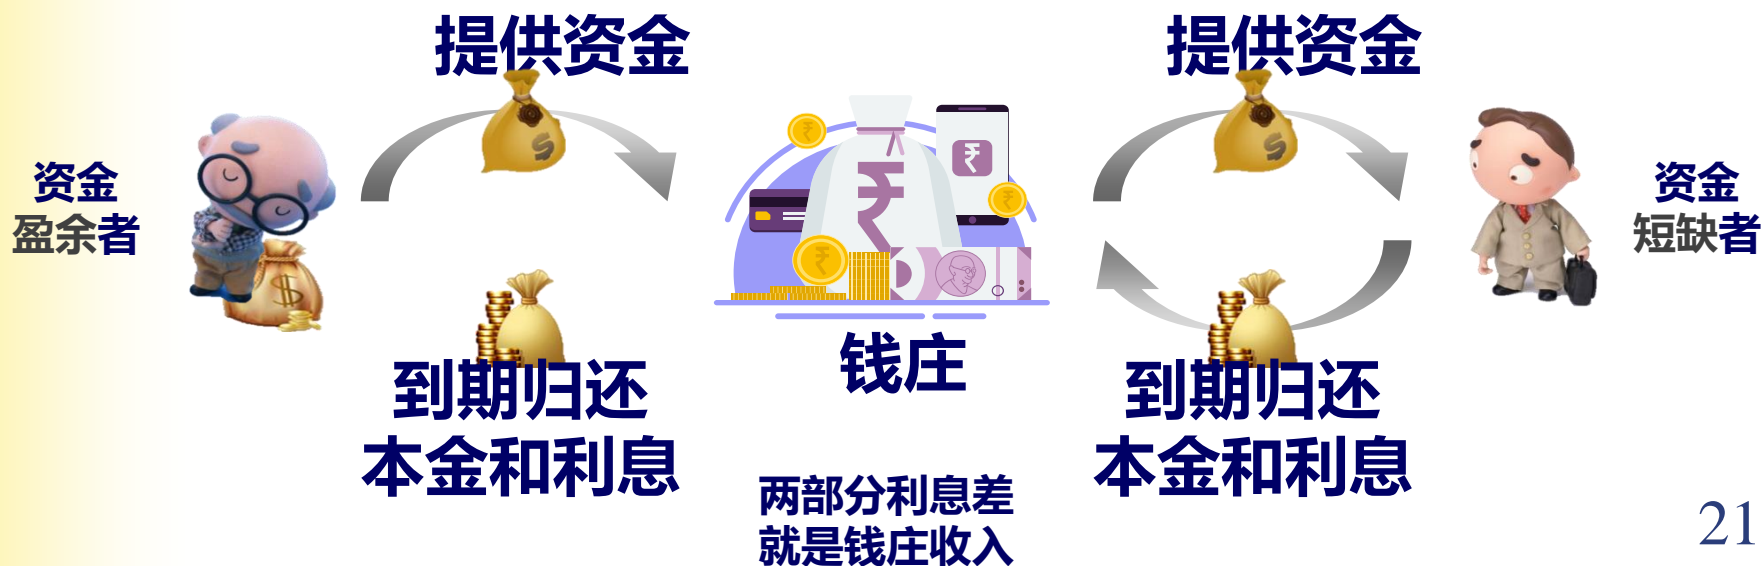 提供资金
提供资金
资金
盈余者
资金
短缺者
钱庄
到期归还
本金和利息
到期归还
本金和利息
两部分利息差
就是钱庄收入
21